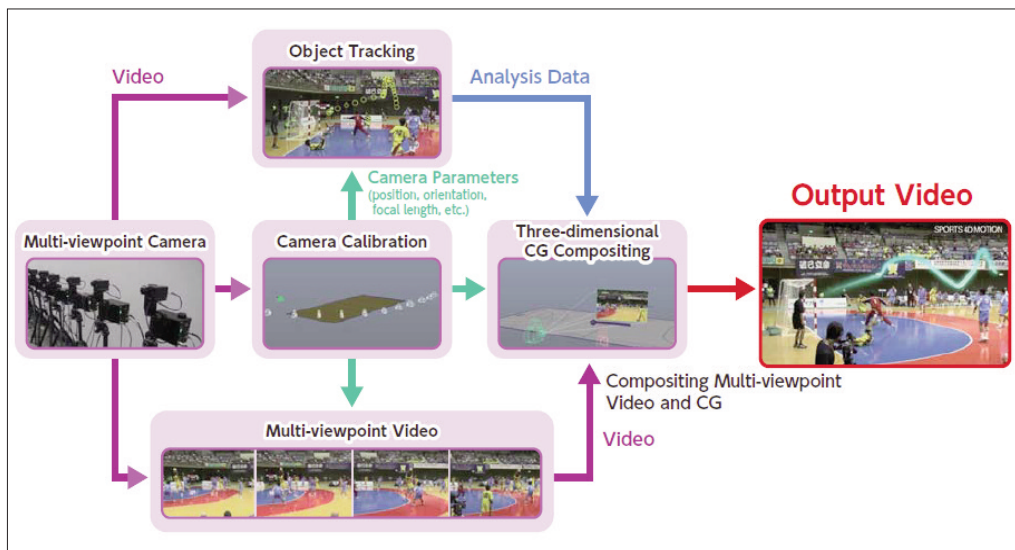 Object Tracking
Video
Analysis Data
Camera Parameters
(position, orientation,
focal length, etc.)
Output Video
Multi-viewpoint Camera
Camera Calibration
Three-dimensional
CG Compositing
SPORTS 4D MOTION
Compositing Multi-viewpoint
Video and CG
Multi-viewpoint Video
Video